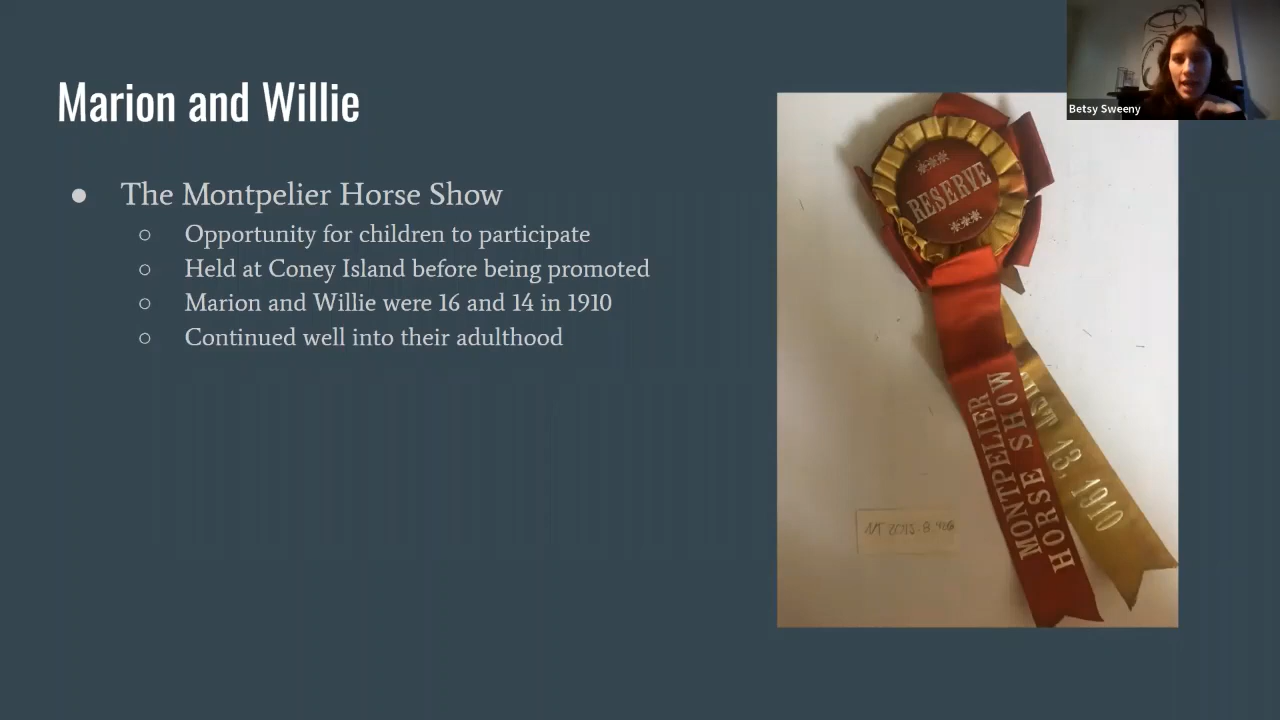 Marion and Willie
● The Montpelier Horse Show
○ Opportunity for children to participate
○ Held at Coney Island before being promoted
○ Marion and Willie were 16 and 14 in 1910
○ Continued well into their adulthood
Betsy Sweeny
RESERVE
MONTPELIER
HORSE SHOW
13, 1910